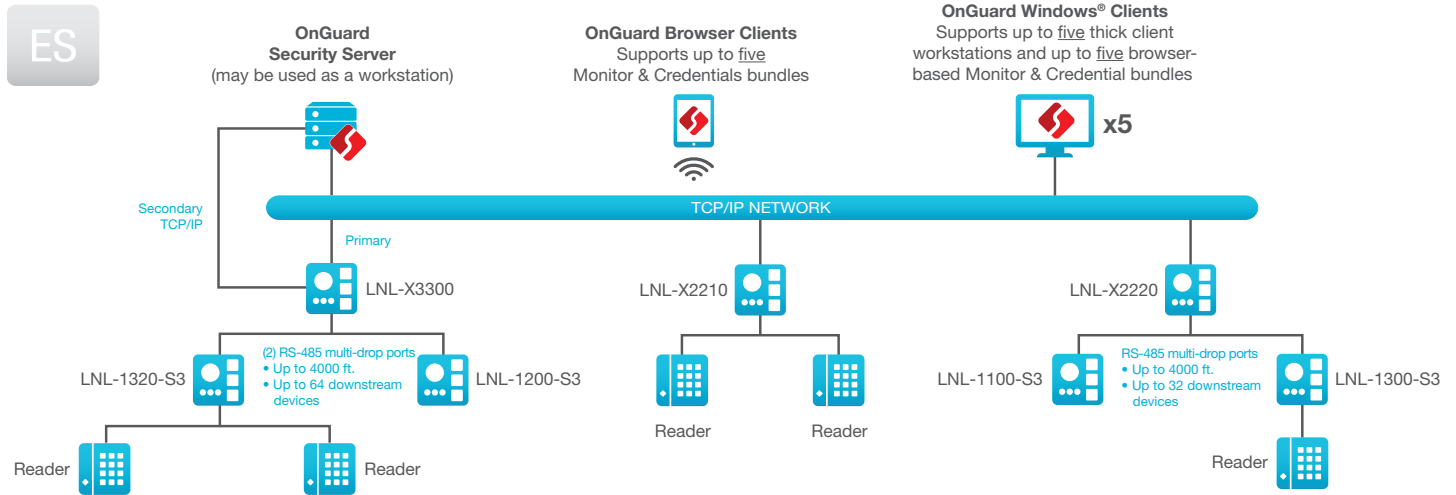 ES
OnGuard
Security Server
(may be used as a workstation)
OnGuard Browser Clients
Supports up to five
Monitor & Credentials bundles
OnGuard Windows® Clients
Supports up to five thick client
workstations and up to five browser-
based Monitor & Credential bundles
x5
Secondary
TCP/IP
TCP/IP NETWORK
Primary
LNL-X3300
LNL-X2210
LNL-X2220
LNL-1320-S3
(2) RS-485 multi-drop ports
• Up to 4000 ft.
• Up to 64 downstream
devices
LNL-1200-S3
Reader
Reader
LNL-1100-S3
RS-485 multi-drop ports
• Up to 4000 ft.
• Up to 32 downstream
devices
LNL-1300-S3
Reader
Reader
Reader